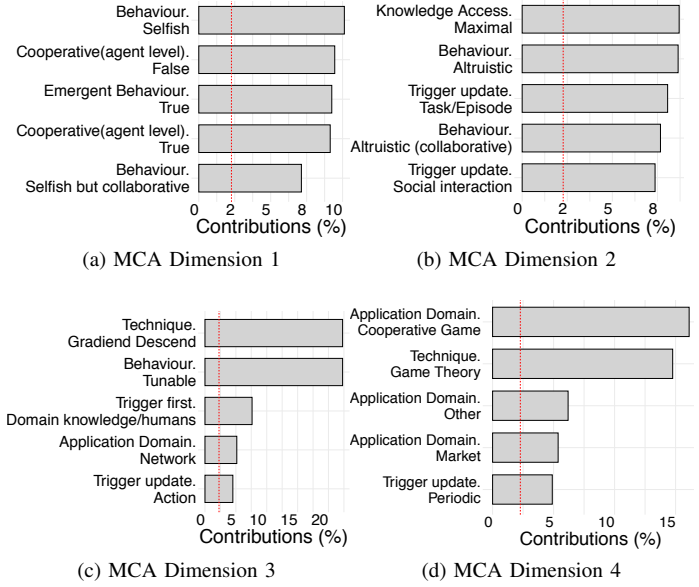 Behaviour.
Selfish
Cooperative(agent level).
False
Emergent Behaviour.
True
Cooperative(agent level).
True
Behaviour.
Selfish but collaborative
0 2 5 8 10
Contributions (%)
(a) MCA Dimension 1
Knowledge Access.
Maximal
Behaviour.
Altruistic
Trigger update.
Task/Episode
Behaviour.
Altruistic (collaborative)
Trigger update.
Social interaction
0 2 5 8
Contributions (%)
(b) MCA Dimension 2
Technique.
Gradiend Descend
Behaviour.
Tunable
Trigger first.
Domain knowledge/humans
Application Domain.
Network
Trigger update.
Action
0 5 10 15 20
Contributions (%)
(c) MCA Dimension 3
Application Domain.
Cooperative Game
Technique.
Game Theory
Application Domain.
Other
Application Domain.
Market
Trigger update.
Periodic
0 5 10 15
Contributions (%)
(d) MCA Dimension 4